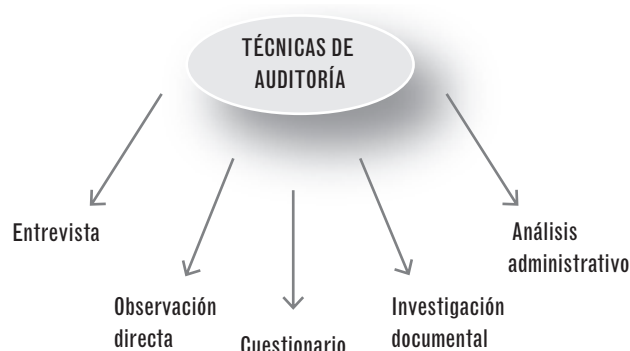 TÉCNICAS DE
AUDITORÍA
Entrevista
Observación
directa
Cuestionario
Investigación
documental
Análisis
administrativo